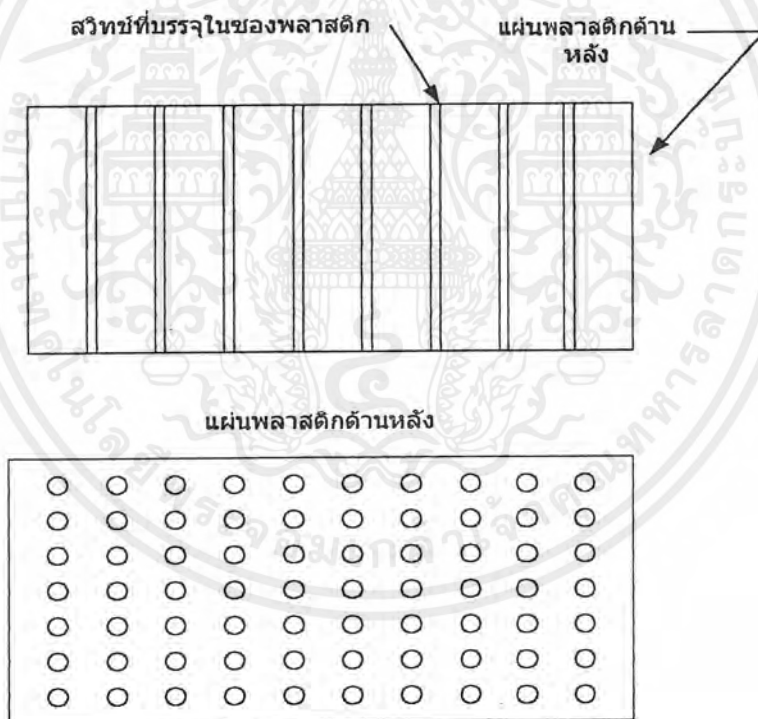 สวิทช์ที่บรรจุในซองพลาสติก
แผ่นพลาสติกด้าน
หลัง
แผ่นพลาสติกด้านหลัง